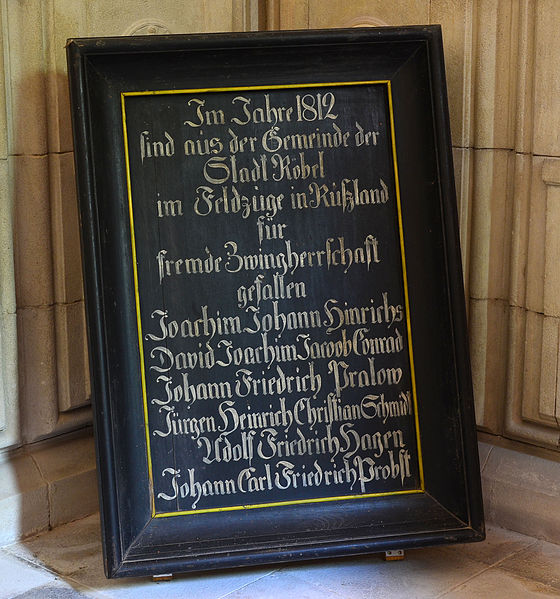 Im Jahre 1812
sind aus der Gemeinde der
Stadt Röbel
im Feldzuge in Rußland
für
fremde Zwingherrschaft
gefallen
Joachim Johann Hinrichs
David Joachim Jacob Conrad
Johann Friedrich Pralow
Jürgen Heinrich Christian Schmidt
Adolf Friedrich Hagen
Johann Carl Friedrich Probst